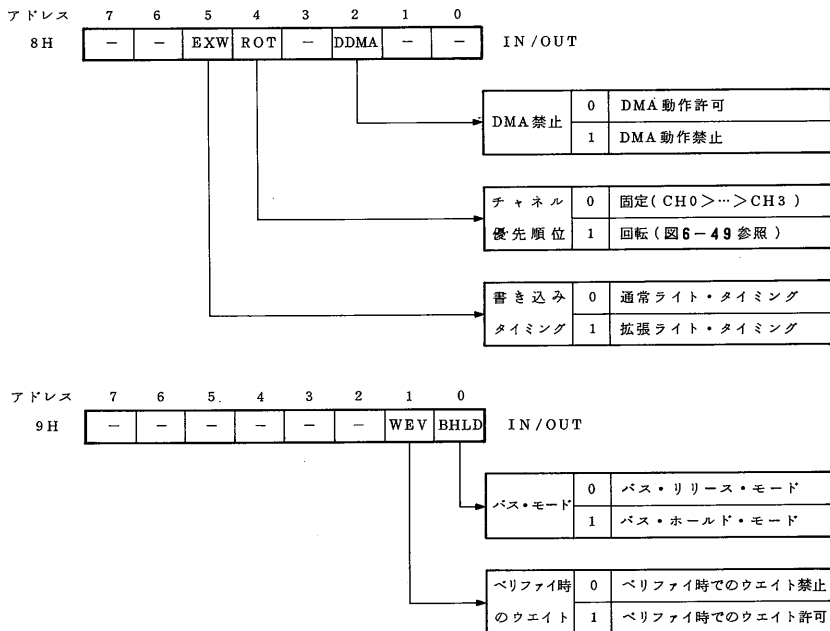 アドレス 7 6 5 4 3 2 1 0
8H － － EXW ROT － DDMA － － IN/OUT
DMA禁止 0 DMA動作許可
1 DMA動作禁止
チャネル 0 固定(CH0＞…＞CH3)
優先順位 1 回転(図6－49参照)
書き込み 0 通常ライト・タイミング
タイミング 1 拡張ライト・タイミング
アドレス 7 6 5 4 3 2 1 0
9H － － － － － － WEV BHLD IN/OUT
バス・モード 0 バス・リリース・モード
1 バス・ホールド・モード
ベリファイ時 0 ベリファイ時でのウエイト禁止
のウエイト 1 ベリファイ時でのウエイト許可